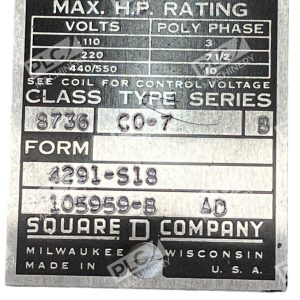 MAX. H.P. RATING
VOLTS POLY PHASE
110 3
220 7 1/2
440/550 10
SEE COIL FOR CONTROL VOLTAGE
CLASS TYPE SERIES
8736 CO-7 B
FORM
4291-S18
105959-8 AD
SQUARE D COMPANY
MILWAUKEE WISCONSIN
MADE IN U.S.A.